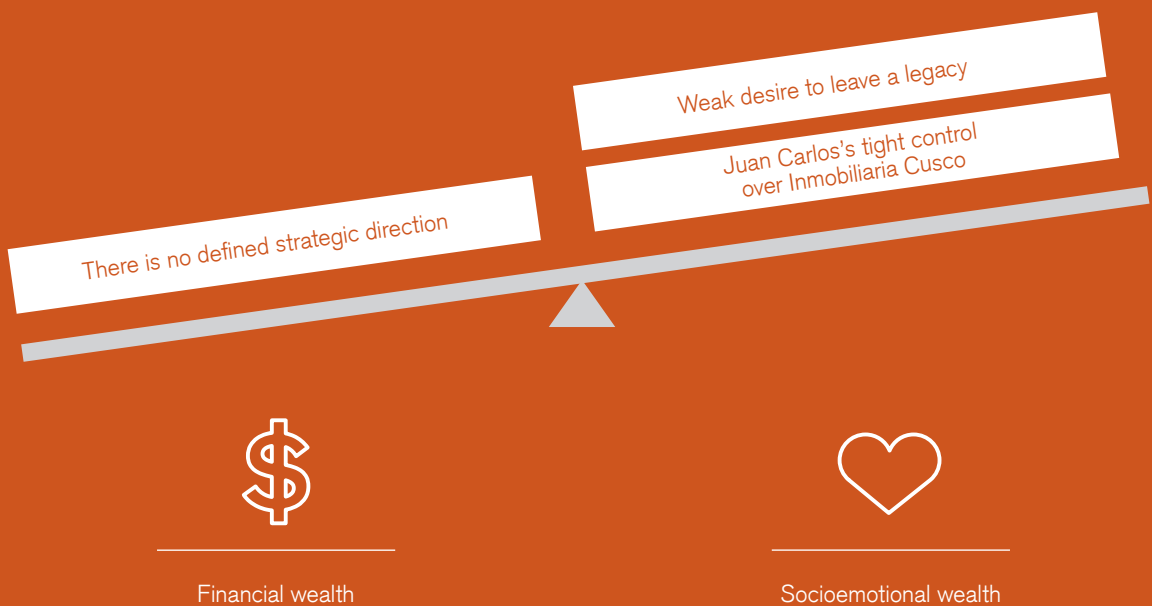 Weak desire to leave a legacy
Juan Carlos's tight control
over Inmobiliaria Cusco
There is no defined strategic direction
$
Financial wealth
Socioemotional wealth